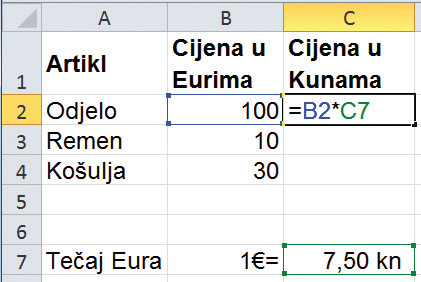 A B C
1 Artikl Cijena u Eurima Cijena u Kunama
2 Odjelo 100 =B2*C7
3 Remen 10
4 Košulja 30
5
6
7 Tečaj Eura 1€= 7,50 kn